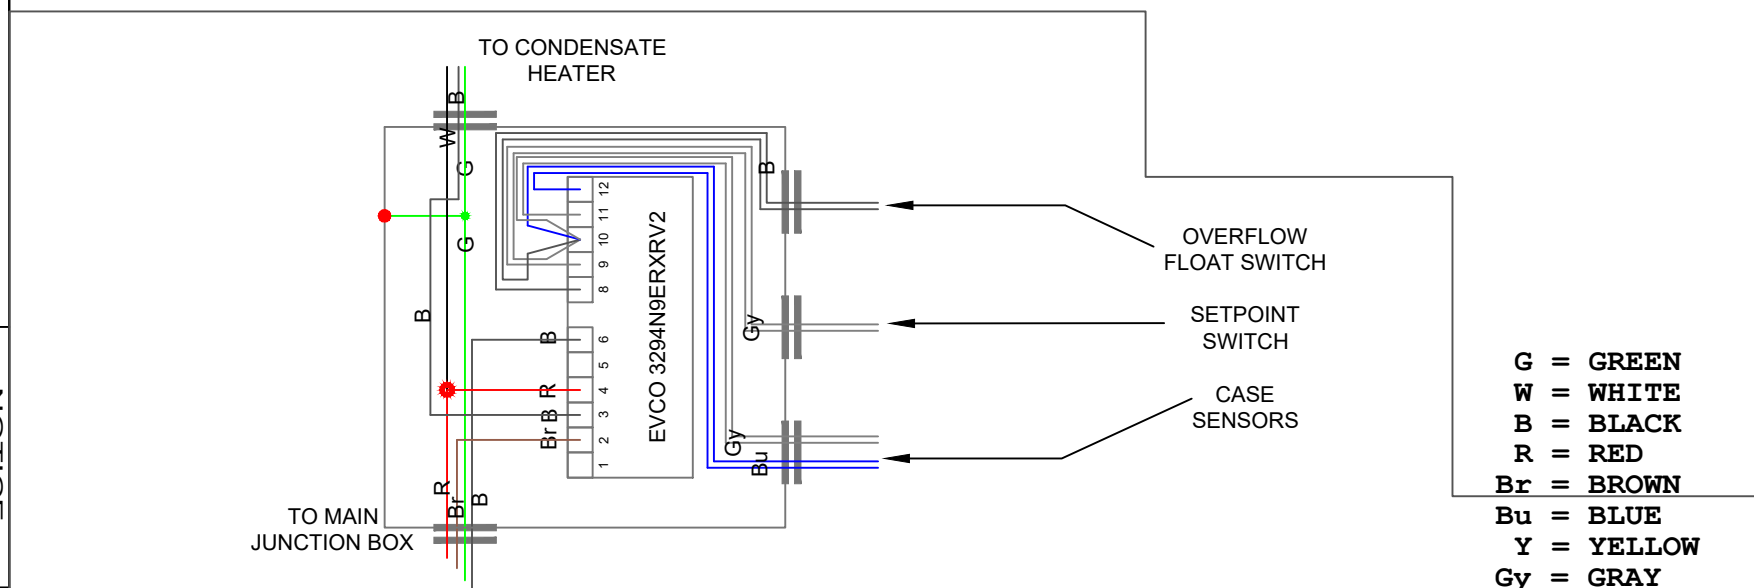 TO CONDENSATE
HEATER
B
W
G
B
12
11
10
9
8
EVCO 3294N9ERXRV2
OVERFLOW
FLOAT SWITCH
G
B
B
6
5
R
4
B
3
Br
2
1
Gy
SETPOINT
SWITCH
Gy
Bu
CASE
SENSORS
R
Br
B
TO MAIN
JUNCTION BOX
G = GREEN
W = WHITE
B = BLACK
R = RED
Br = BROWN
Bu = BLUE
Y = YELLOW
Gy = GRAY